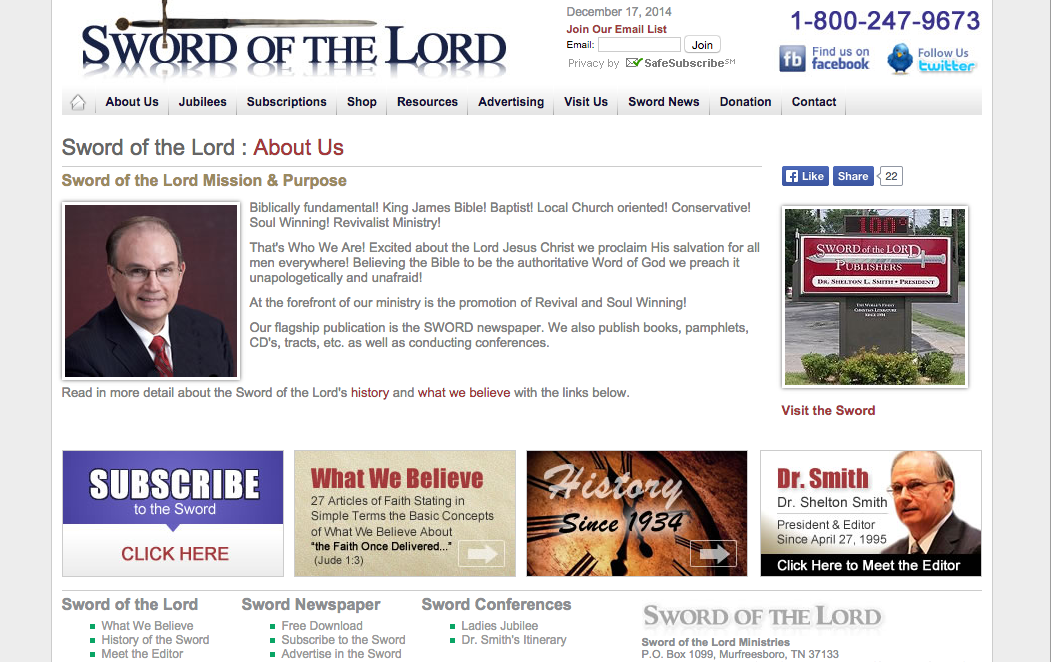 SWORD OF THE LORD
December 17, 2014
Join Our Email List
Email:
Join
Privacy by SafeSubscribe℠
1-800-247-9673
fb Find us on facebook
Follow Us twitter
About Us Jubilees Subscriptions Shop Resources Advertising Visit Us Sword News Donation Contact
Sword of the Lord : About Us
Sword of the Lord Mission & Purpose
Biblically fundamental! King James Bible! Baptist! Local Church oriented! Conservative!
Soul Winning! Revivalist Ministry!
That's Who We Are! Excited about the Lord Jesus Christ we proclaim His salvation for all
men everywhere! Believing the Bible to be the authoritative Word of God we preach it
unapologetically and unafraid!
At the forefront of our ministry is the promotion of Revival and Soul Winning!
Our flagship publication is the SWORD newspaper. We also publish books, pamphlets,
CD's, tracts, etc. as well as conducting conferences.
Read in more detail about the Sword of the Lord's history and what we believe with the links below.
f Like Share 22
100°
SWORD of the LORD
PUBLISHERS
DR. SHELTON L. SMITH • PRESIDENT
THE WORLD'S FINEST
CHRISTIAN LITERATURE
SINCE 1934
Visit the Sword
SUBSCRIBE
to the Sword
CLICK HERE
What We Believe
27 Articles of Faith Stating in
Simple Terms the Basic Concepts
of What We Believe About
"the Faith Once Delivered..."
(Jude 1:3)
History
Since 1934
Dr. Smith
Dr. Shelton Smith
President & Editor
Since April 27, 1995
Click Here to Meet the Editor
Sword of the Lord
What We Believe
History of the Sword
Meet the Editor
Sword Newspaper
Free Download
Subscribe to the Sword
Advertise in the Sword
Sword Conferences
Ladies Jubilee
Dr. Smith's Itinerary
SWORD OF THE LORD
Sword of the Lord Ministries
P.O. Box 1099, Murfreesboro, TN 37133